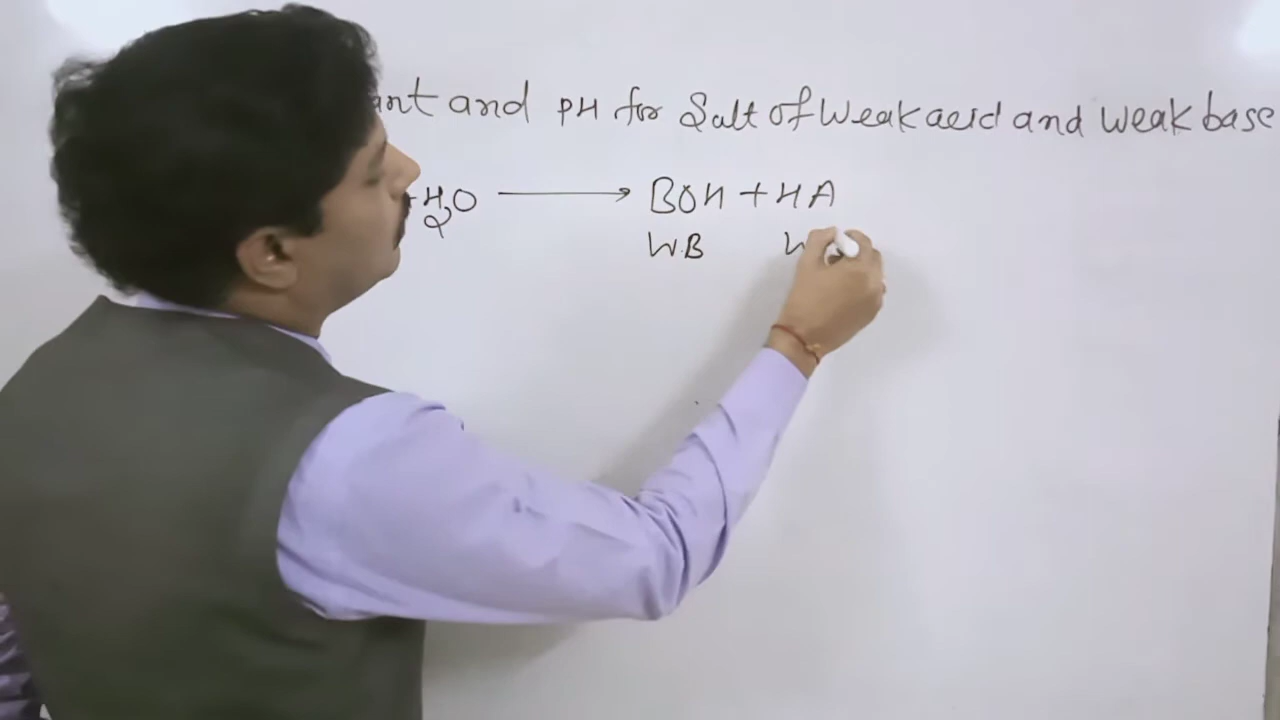 ant and pH for Salt of Weak acid and weak base
+ H2O ⟶ BOH + HA
W.B W